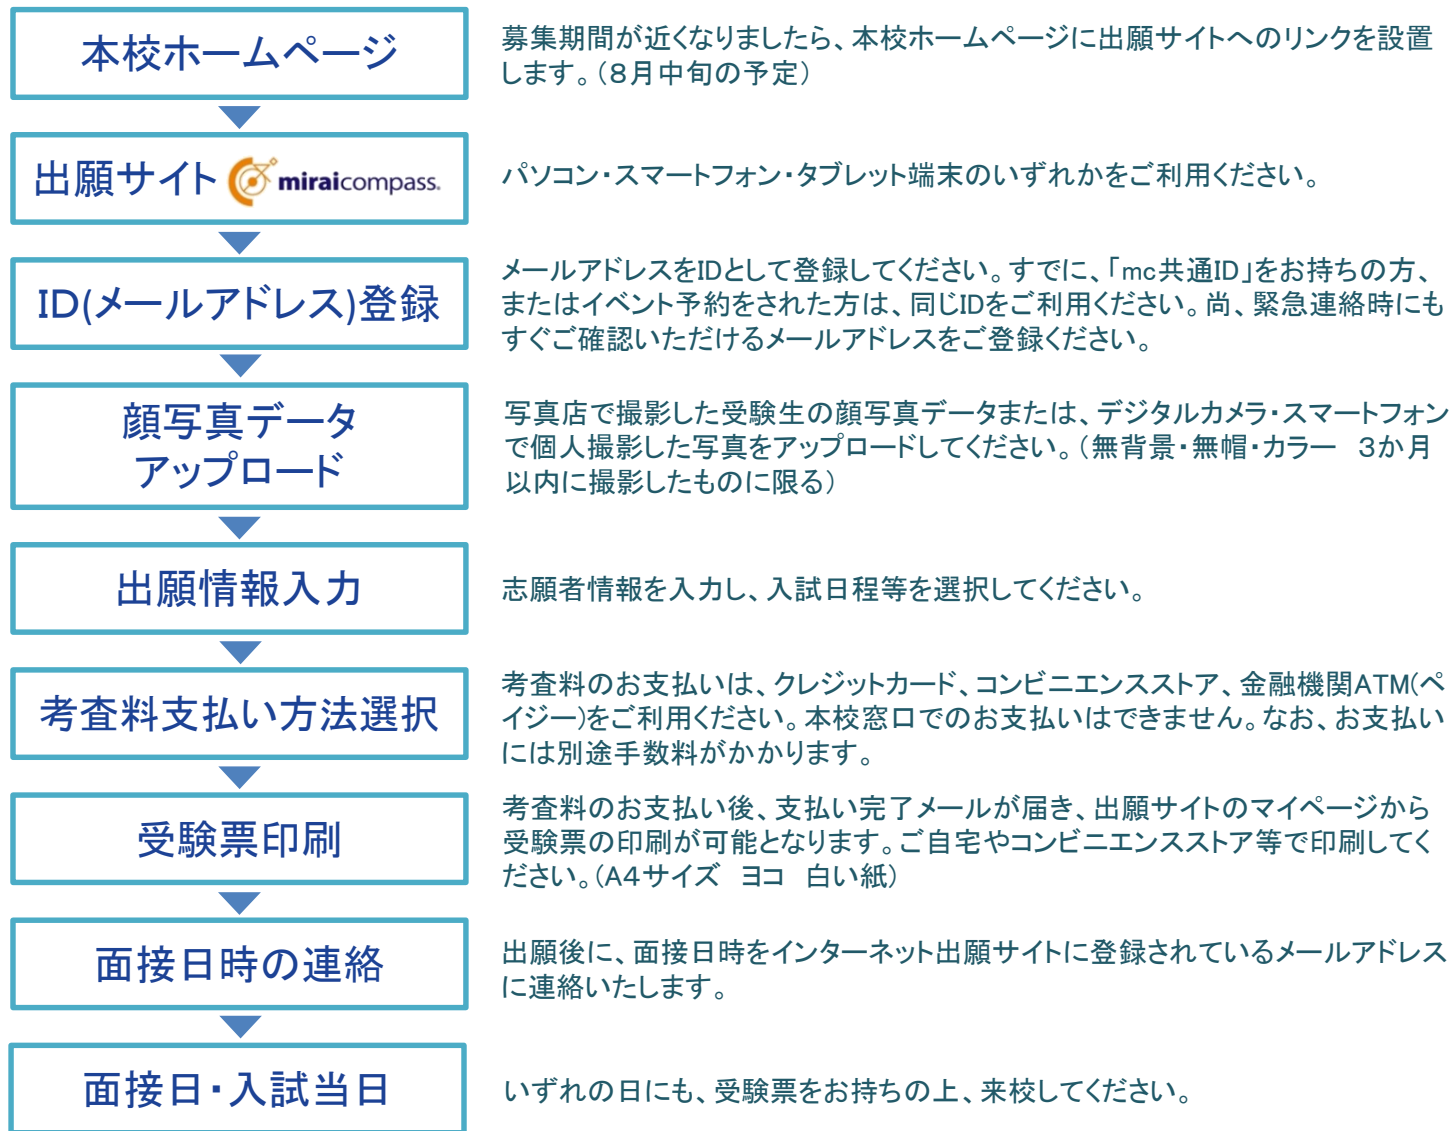 本校ホームページ
募集期間が近くなりましたら、本校ホームページに出願サイトへのリンクを設置
します。（８月中旬の予定）
出願サイト miraicompass.
パソコン・スマートフォン・タブレット端末のいずれかをご利用ください。
ID(メールアドレス)登録
メールアドレスをIDとして登録してください。すでに、「mc共通ID」をお持ちの方、
またはイベント予約をされた方は、同じIDをご利用ください。尚、緊急連絡時にも
すぐご確認いただけるメールアドレスをご登録ください。
顔写真データ
アップロード
写真店で撮影した受験生の顔写真データまたは、デジタルカメラ・スマートフォン
で個人撮影した写真をアップロードしてください。（無背景・無帽・カラー　３か月
以内に撮影したものに限る）
出願情報入力
志願者情報を入力し、入試日程等を選択してください。
考査料支払い方法選択
考査料のお支払いは、クレジットカード、コンビニエンスストア、金融機関ATM(ペ
イジー)をご利用ください。本校窓口でのお支払いはできません。なお、お支払い
には別途手数料がかかります。
受験票印刷
考査料のお支払い後、支払い完了メールが届き、出願サイトのマイページから
受験票の印刷が可能となります。ご自宅やコンビニエンスストア等で印刷してく
ださい。（A４サイズ　ヨコ　白い紙）
面接日時の連絡
出願後に、面接日時をインターネット出願サイトに登録されているメールアドレス
に連絡いたします。
面接日・入試当日
いずれの日にも、受験票をお持ちの上、来校してください。